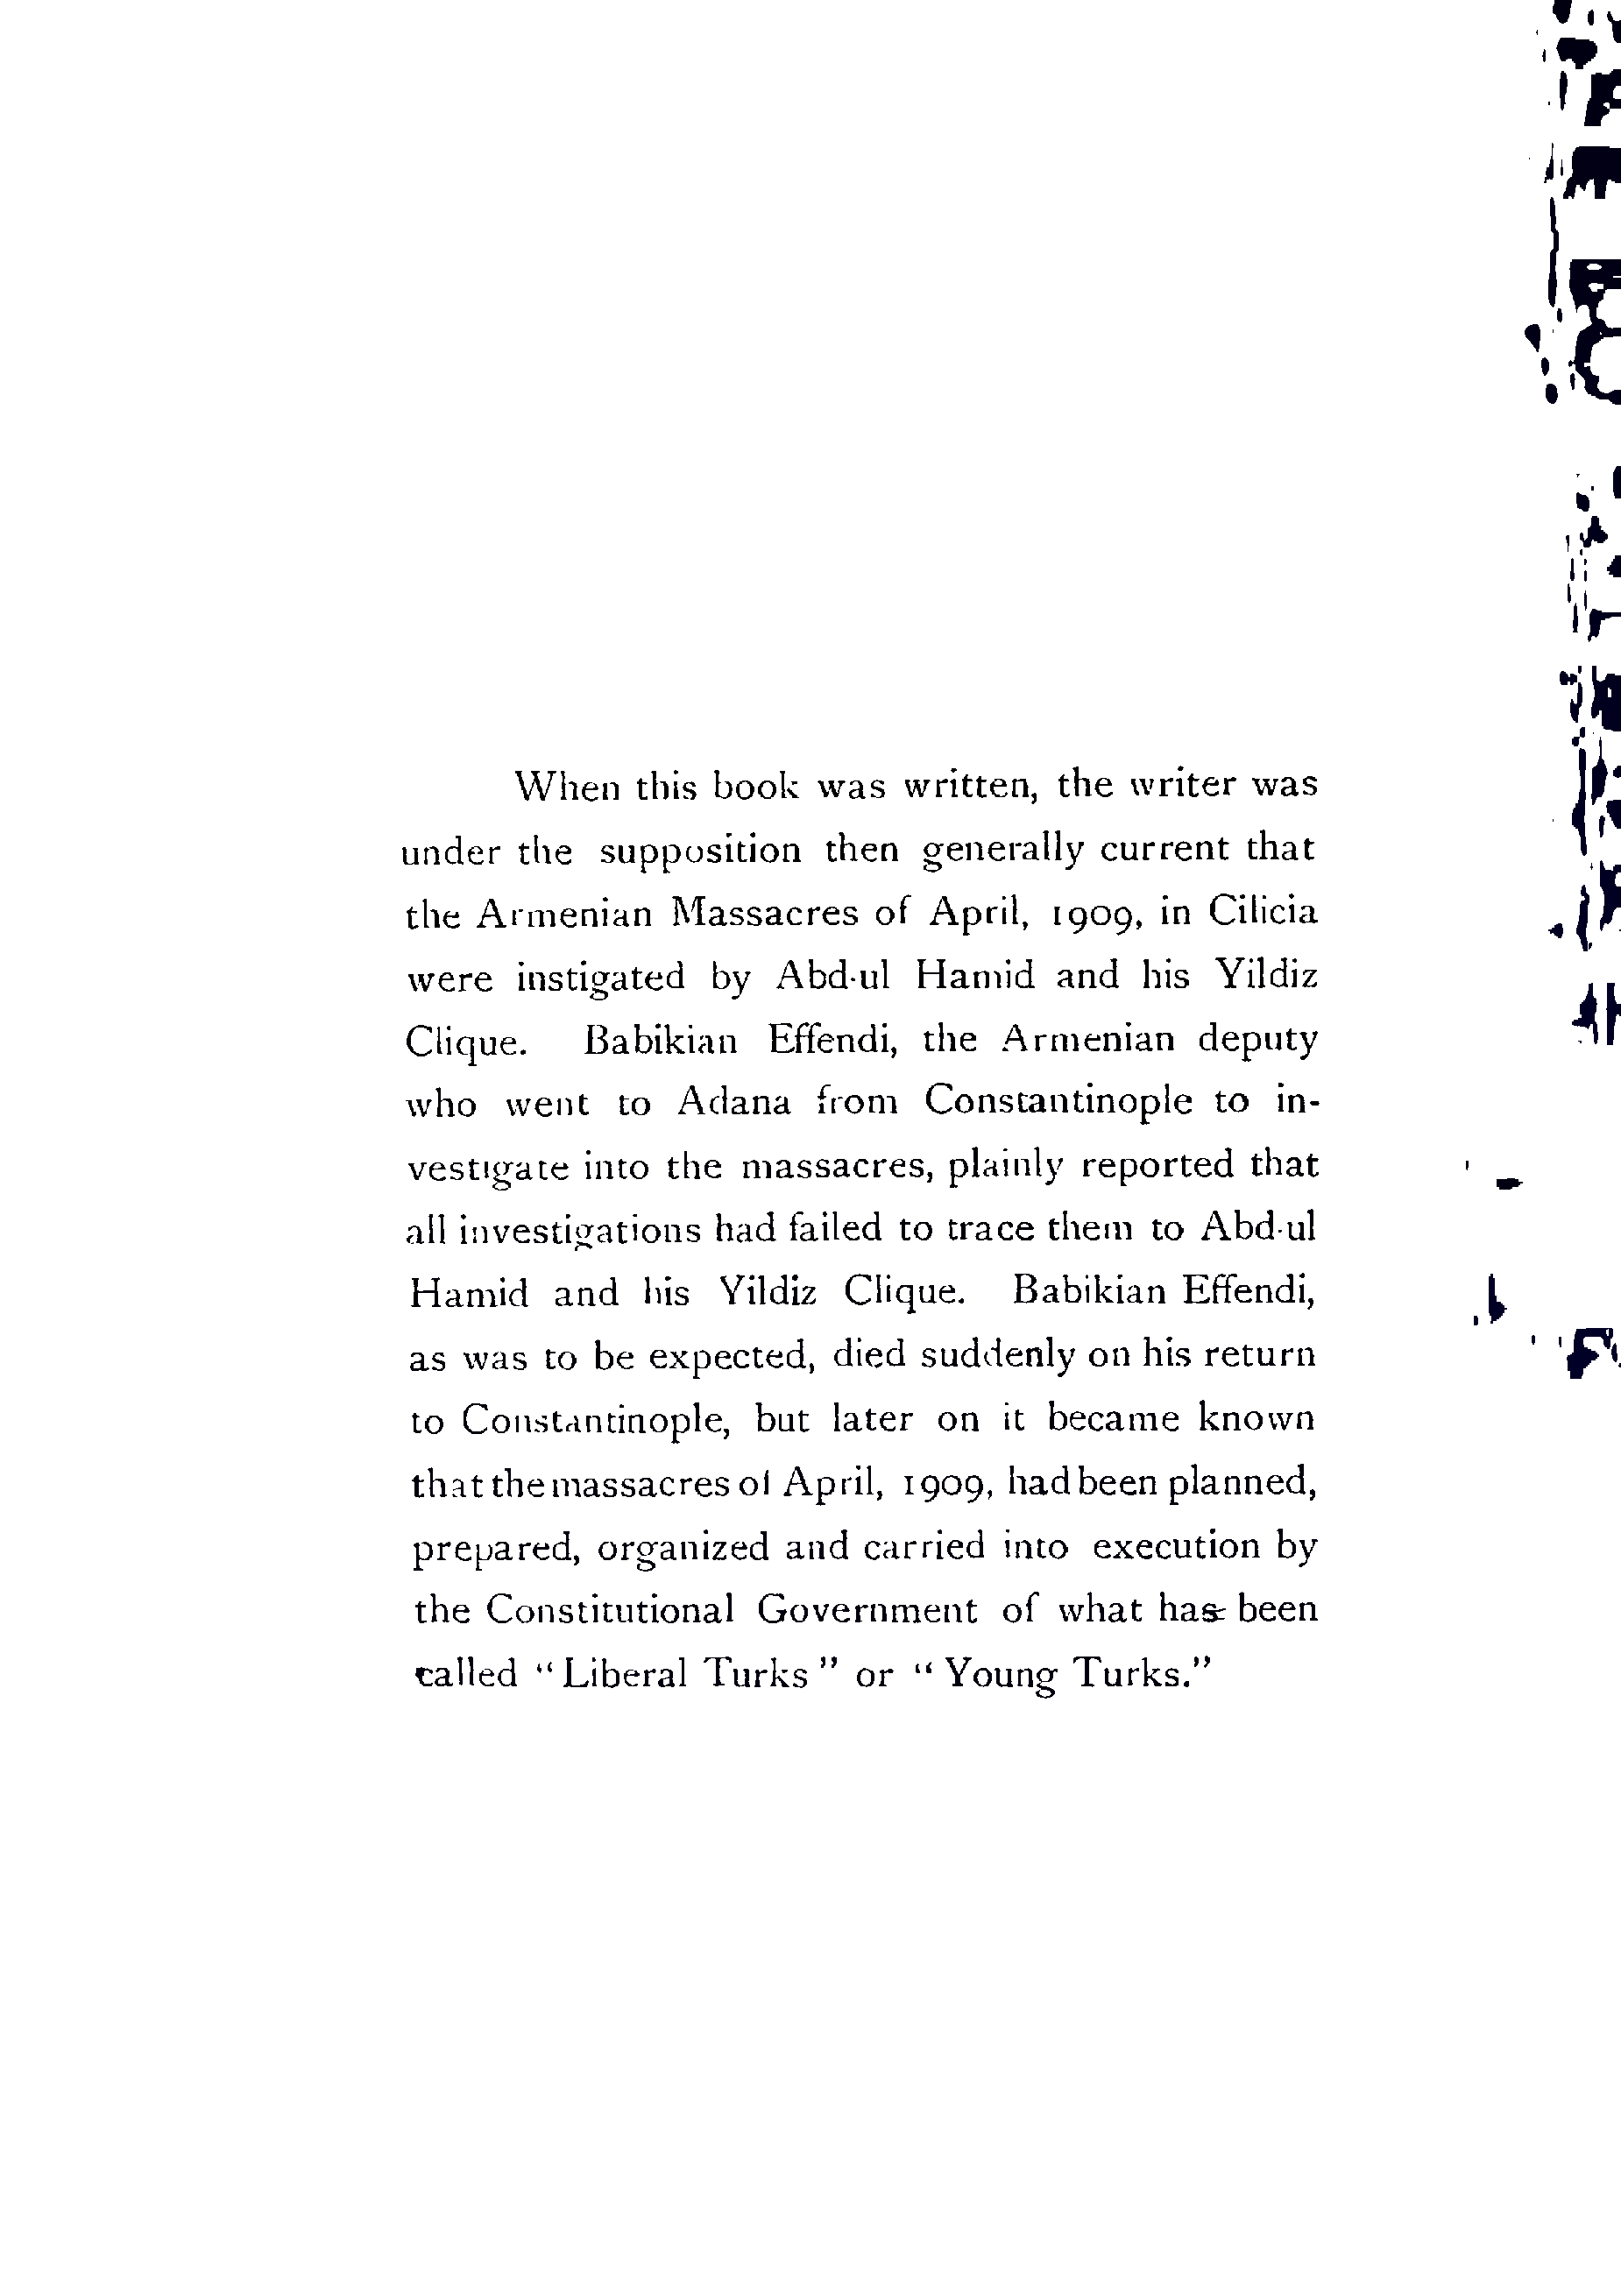 When this book was written, the writer was
under the supposition then generally current that
the Armenian Massacres of April, 1909, in Cilicia
were instigated by Abd-ul Hamid and his Yildiz
Clique. Babikian Effendi, the Armenian deputy
who went to Adana from Constantinople to in-
vestigate into the massacres, plainly reported that
all investigations had failed to trace them to Abd-ul
Hamid and his Yildiz Clique. Babikian Effendi,
as was to be expected, died suddenly on his return
to Constantinople, but later on it became known
that the massacres of April, 1909, had been planned,
prepared, organized and carried into execution by
the Constitutional Government of what has been
called "Liberal Turks" or "Young Turks."